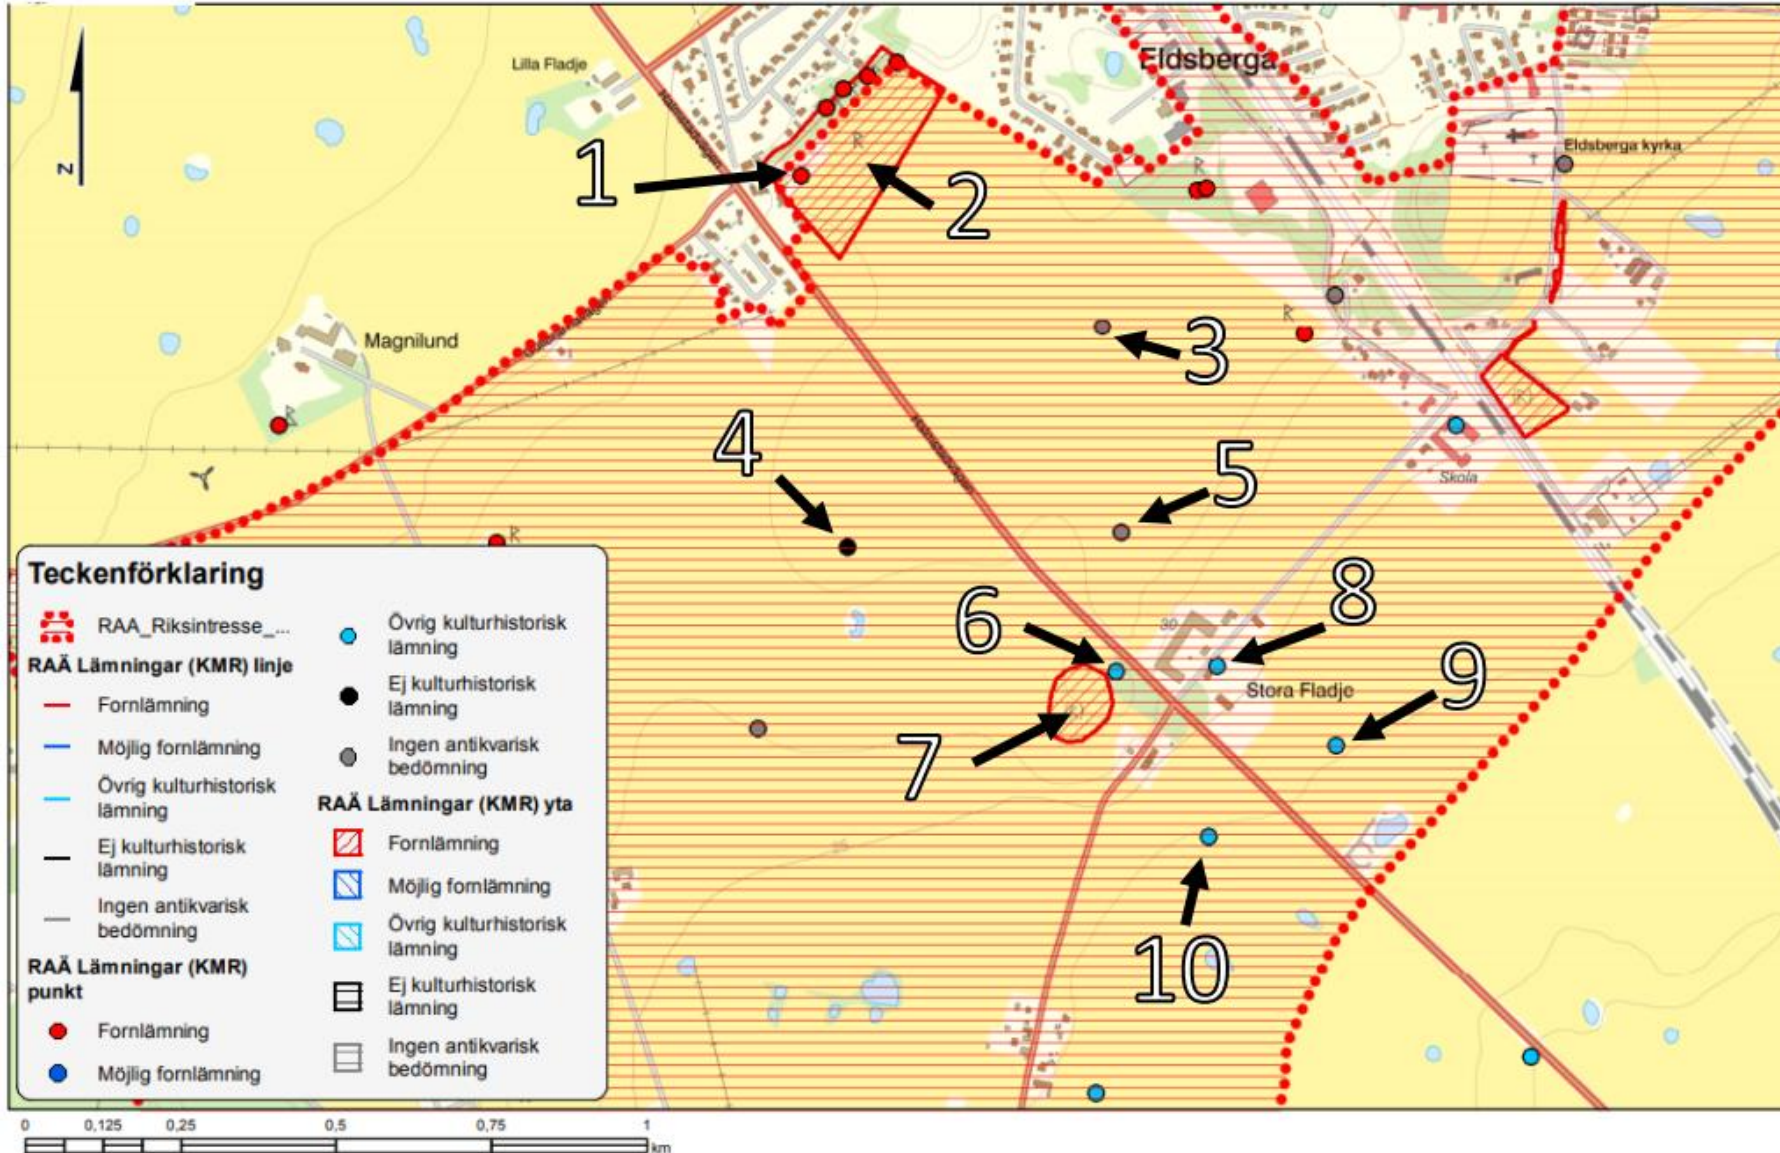 Lilla Fladje
Eldsberga
Eldsberga kyrka
N
1
2
3
Magnilund
4
5
Skola
6
8
30
Stora Fladje
9
7
25
10
Teckenförklaring
RAA_Riksintresse_...
RAÄ Lämningar (KMR) linje
Fornlämning
Möjlig fornlämning
Övrig kulturhistorisk
lämning
Ej kulturhistorisk
lämning
Ingen antikvarisk
bedömning
RAÄ Lämningar (KMR)
punkt
Fornlämning
Möjlig fornlämning
Övrig kulturhistorisk
lämning
Ej kulturhistorisk
lämning
Ingen antikvarisk
bedömning
RAÄ Lämningar (KMR) yta
Fornlämning
Möjlig fornlämning
Övrig kulturhistorisk
lämning
Ej kulturhistorisk
lämning
Ingen antikvarisk
bedömning
0 0,125 0,25 0,5 0,75 1
km